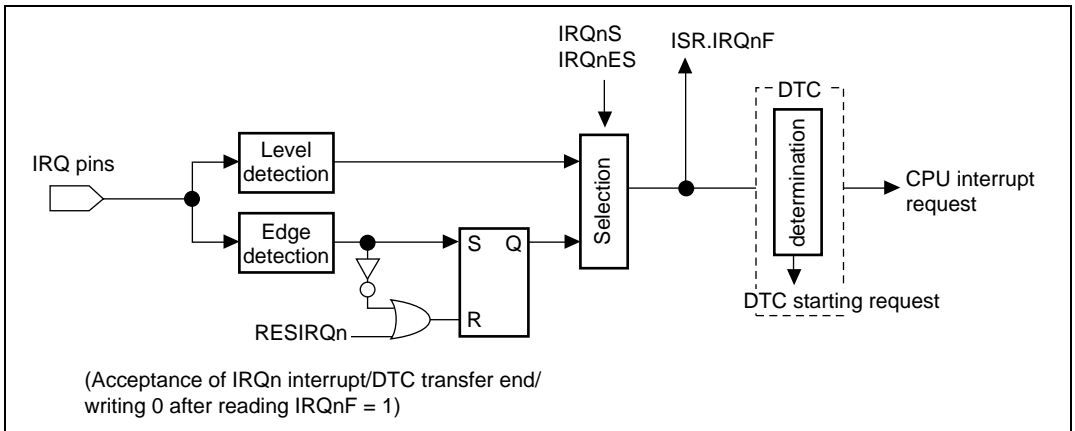 IRQnS
IRQnES
ISR.IRQnF
DTC
IRQ pins
Level
detection
Selection
determination
CPU interrupt
request
Edge
detection
S Q
R
DTC starting request
RESIRQn
(Acceptance of IRQn interrupt/DTC transfer end/
writing 0 after reading IRQnF = 1)